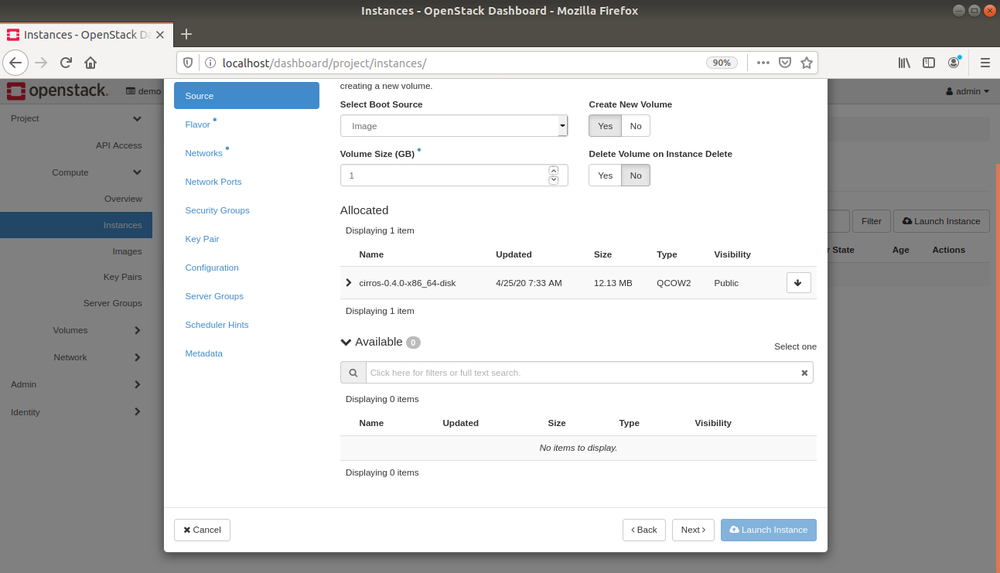 Instances - OpenStack Dashboard - Mozilla Firefox
Instances - OpenStack Da
localhost/dashboard/project/instances/
90%
openstack.
demo
admin
Project
API Access
Compute
Overview
Instances
Images
Key Pairs
Server Groups
Volumes
Network
Admin
Identity
Filter
Launch Instance
r State Age Actions
Source
Flavor *
Networks *
Network Ports
Security Groups
Key Pair
Configuration
Server Groups
Scheduler Hints
Metadata
creating a new volume.
Select Boot Source
Image
Create New Volume
Yes No
Volume Size (GB) *
1
Delete Volume on Instance Delete
Yes No
Allocated
Displaying 1 item
Name Updated Size Type Visibility
cirros-0.4.0-x86_64-disk 4/25/20 7:33 AM 12.13 MB QCOW2 Public
Displaying 1 item
Available 0
Select one
Click here for filters or full text search.
Displaying 0 items
Name Updated Size Type Visibility
No items to display.
Displaying 0 items
Cancel
‹ Back
Next ›
Launch Instance